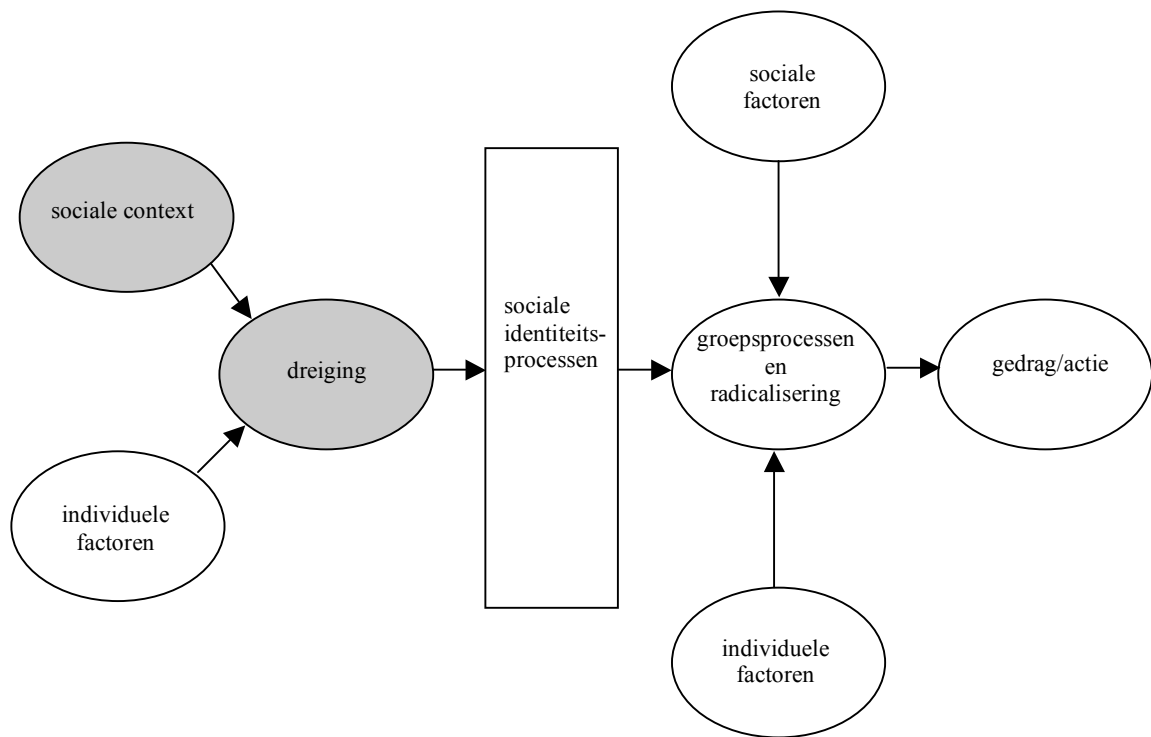 sociale
factoren
sociale context
sociale
identiteits-
processen
dreiging
groepsprocessen
en
radicalisering
gedrag/actie
individuele
factoren
individuele
factoren